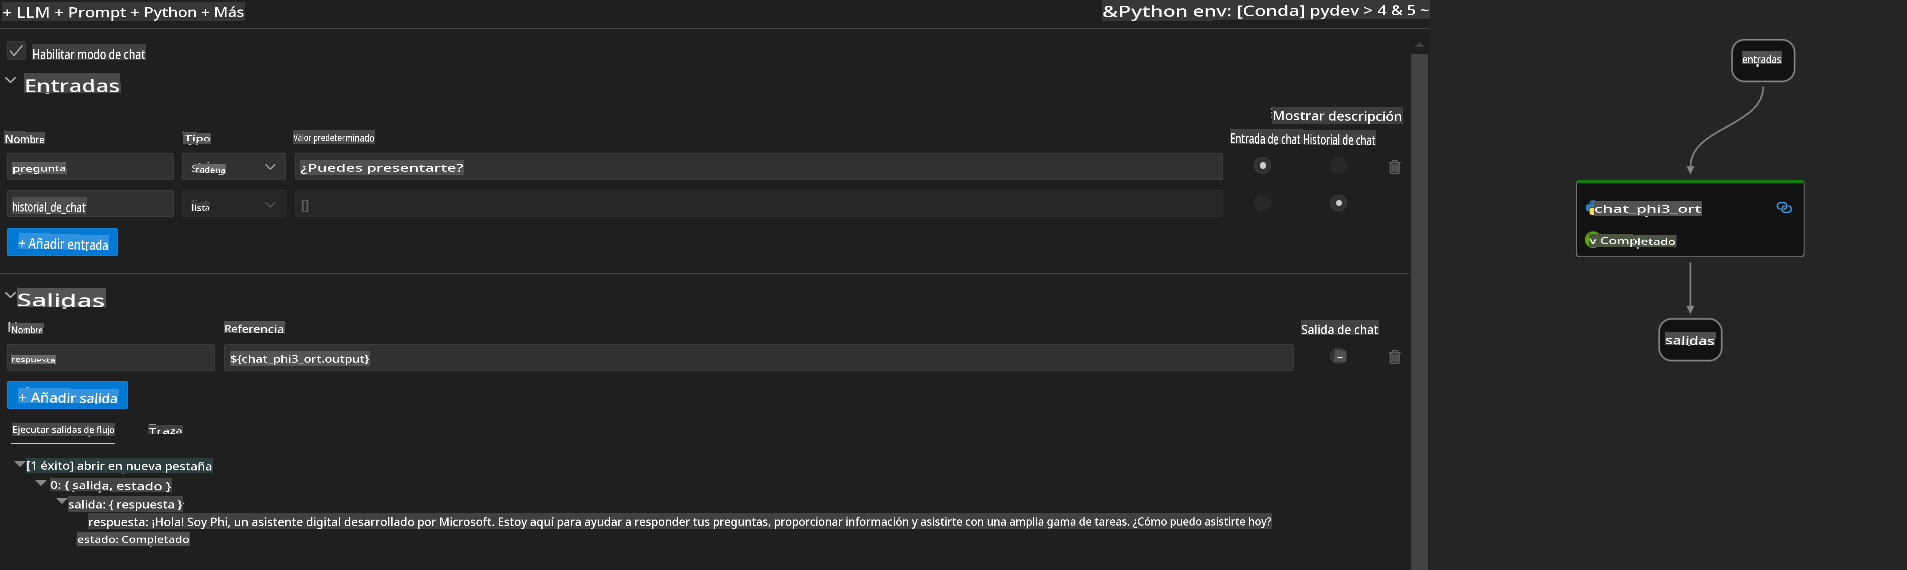 + LLM + Prompt + Python + Más
&Python env: [Conda] pydev > 4 & 5 ~
Habilitar modo de chat
Entradas
Mostrar descripción
Nombre Tipo Valor predeterminado Entrada de chat Historial de chat
pregunta ¿Puedes presentarte?
historial_de_chat lista []
+ Añadir entrada
Salidas
Nombre Referencia Salida de chat
respuesta ${chat_phi3_ort.output}
+ Añadir salida
Ejecutar salidas de flujo Traza
[1 éxito] abrir en nueva pestaña
0: { salida, estado }
salida: { respuesta }
respuesta: ¡Hola! Soy Phi, un asistente digital desarrollado por Microsoft. Estoy aquí para ayudar a responder tus preguntas, proporcionar información y asistirte con una amplia gama de tareas. ¿Cómo puedo asistirte hoy?
estado: Completado
entradas
chat_phi3_ort
v Completado
salidas